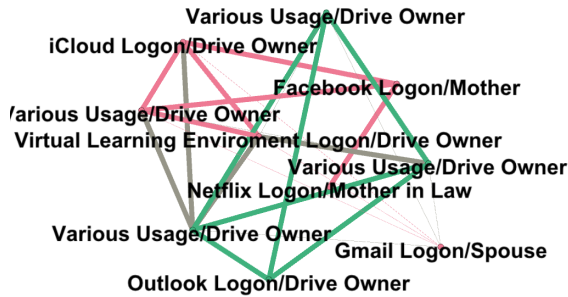 Various Usage/Drive Owner
iCloud Logon/Drive Owner
Facebook Logon/Mother
Various Usage/Drive Owner
Virtual Learning Enviroment Logon/Drive Owner
Various Usage/Drive Owner
Netflix Logon/Mother in Law
Various Usage/Drive Owner
Gmail Logon/Spouse
Outlook Logon/Drive Owner